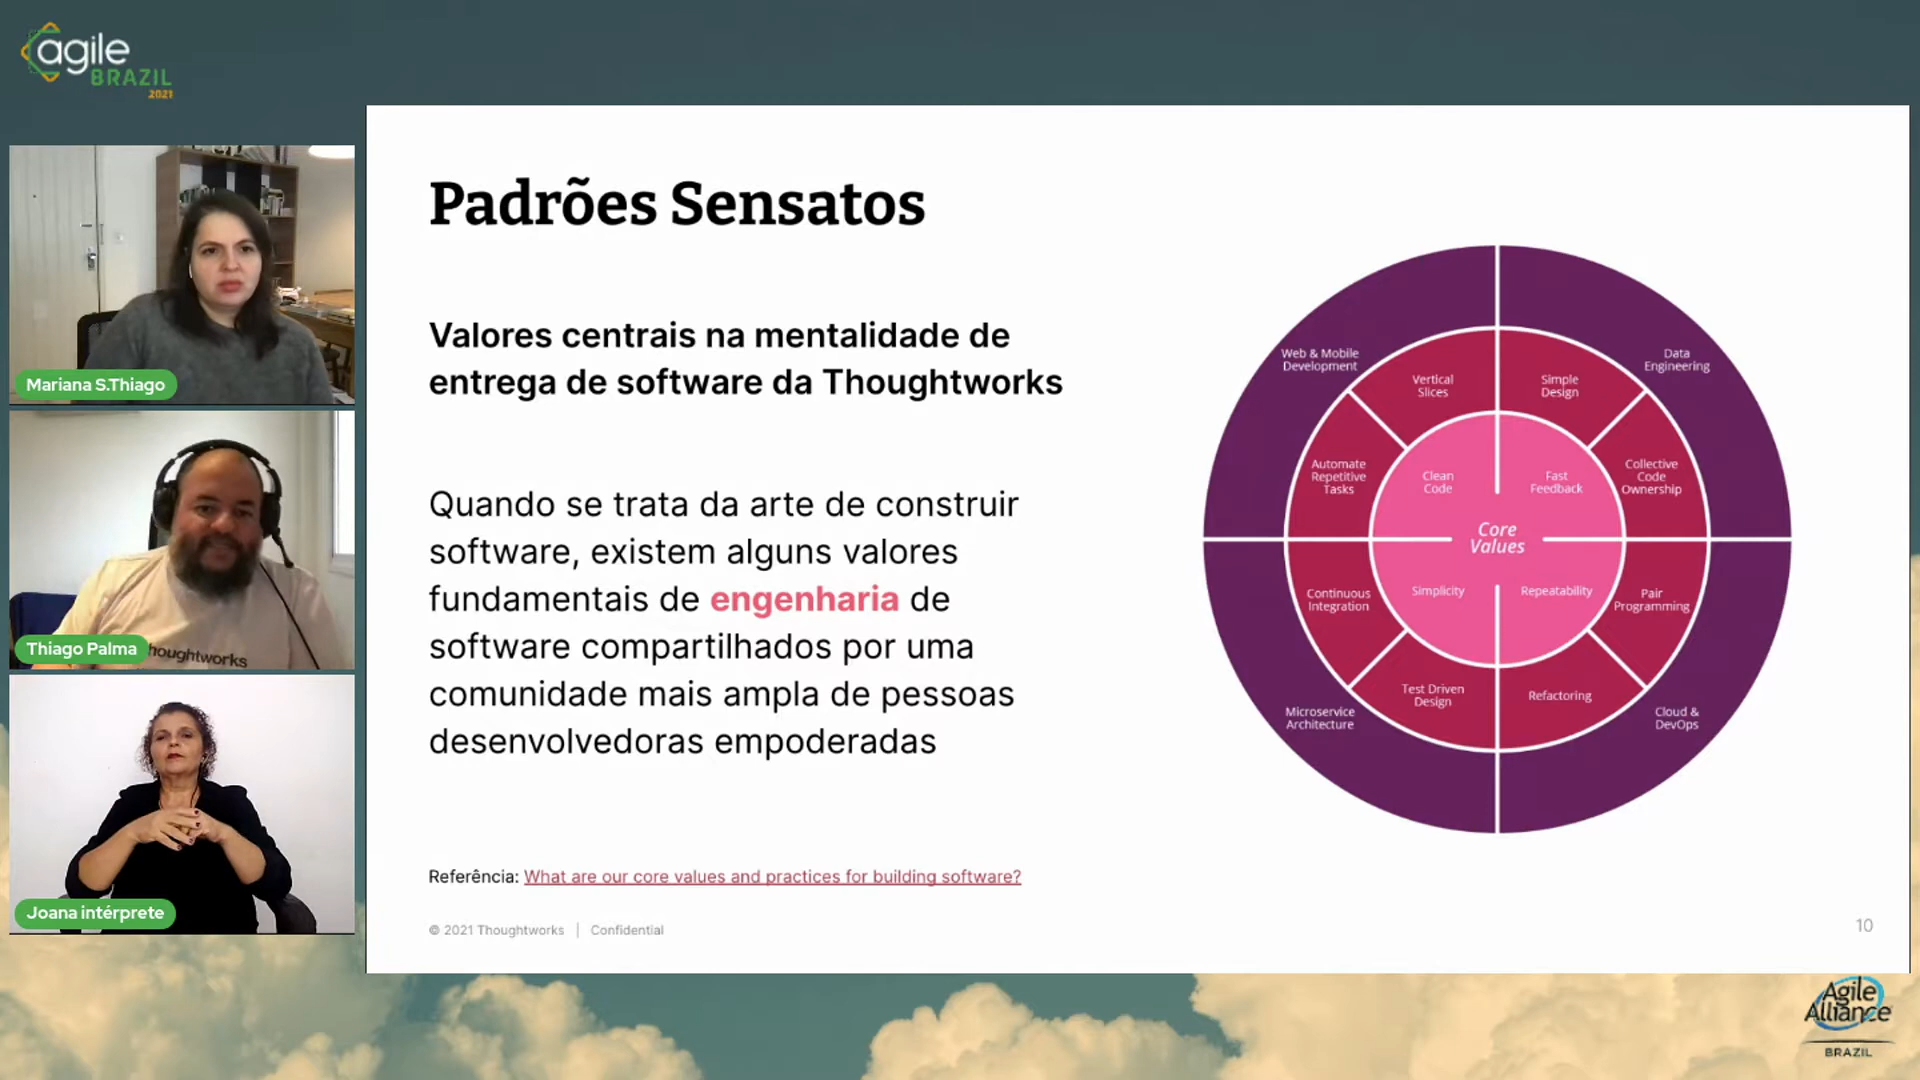 agile
BRAZIL
2021
Mariana S.Thiago
Thiago Palma
houghtworks
Joana intérprete
Padrões Sensatos
Valores centrais na mentalidade de
entrega de software da Thoughtworks
Quando se trata da arte de construir
software, existem alguns valores
fundamentais de engenharia de
software compartilhados por uma
comunidade mais ampla de pessoas
desenvolvedoras empoderadas
Referência: What are our core values and practices for building software?
© 2021 Thoughtworks | Confidential
10
Web & Mobile
Development
Data
Engineering
Vertical
Slices
Simple
Design
Automate
Repetitive
Tasks
Collective
Code
Ownership
Clean
Code
Fast
Feedback
Core
Values
Simplicity
Repeatability
Continuous
Integration
Pair
Programming
Test Driven
Design
Refactoring
Microservice
Architecture
Cloud &
DevOps
Agile
Alliance
BRAZIL